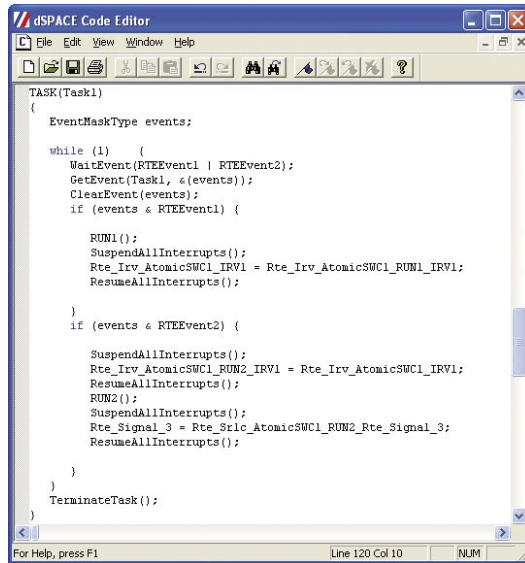 dSPACE Code Editor
File Edit View Window Help
TASK(Task1)
{
EventMaskType events;
while (1) {
WaitEvent(RTEEvent1 | RTEEvent2);
GetEvent(Task1, &(events));
ClearEvent(events);
if (events & RTEEvent1) {
RUN1();
SuspendAllInterrupts();
Rte_Irv_AtomicSWC1_IRV1 = Rte_Irv_AtomicSWC1_RUN1_IRV1;
ResumeAllInterrupts();
}
if (events & RTEEvent2) {
SuspendAllInterrupts();
Rte_Irv_AtomicSWC1_RUN2_IRV1 = Rte_Irv_AtomicSWC1_IRV1;
ResumeAllInterrupts();
RUN2();
SuspendAllInterrupts();
Rte_Signal_3 = Rte_Srlc_AtomicSWC1_RUN2_Rte_Signal_3;
ResumeAllInterrupts();
}
}
TerminateTask();
}
For Help, press F1 Line 120 Col 10 NUM